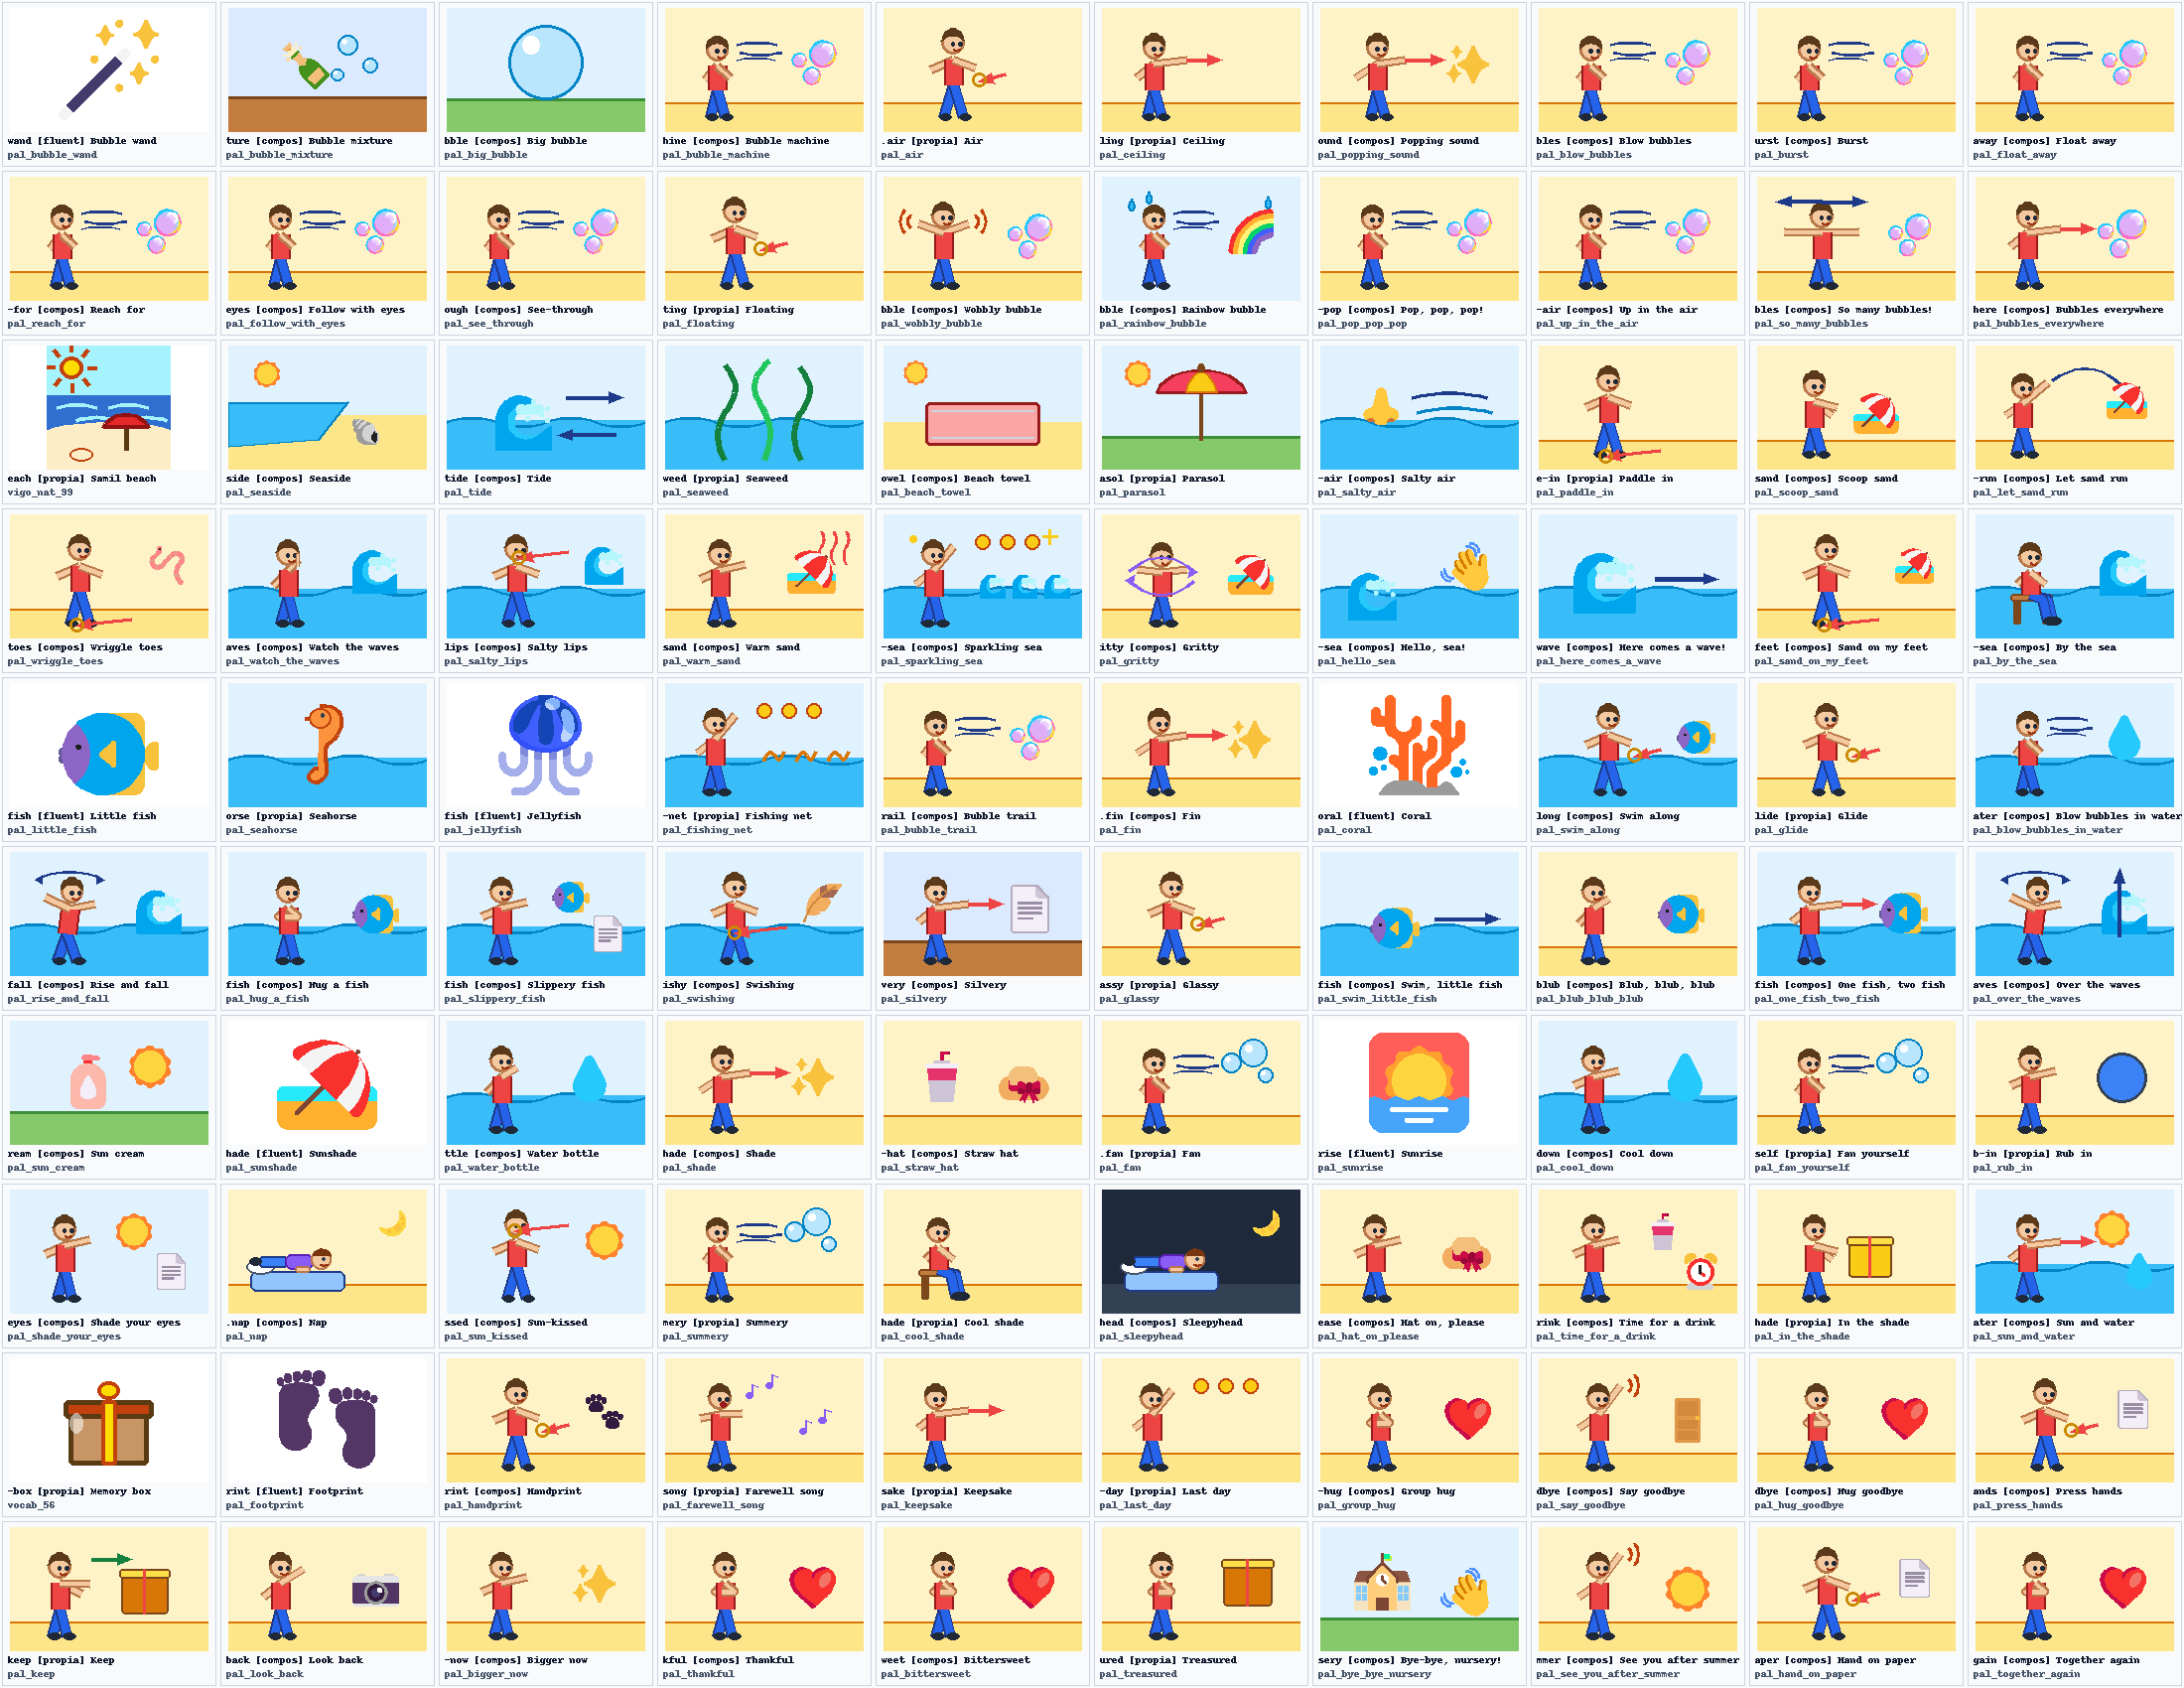 wand [fluent] Bubble wand
pal_bubble_wand
ture [compos] Bubble mixture
pal_bubble_mixture
bble [compos] Big bubble
pal_big_bubble
hine [compos] Bubble machine
pal_bubble_machine
.air [propia] Air
pal_air
ling [propia] Ceiling
pal_ceiling
ound [compos] Popping sound
pal_popping_sound
bles [compos] Blow bubbles
pal_blow_bubbles
urst [compos] Burst
pal_burst
away [compos] Float away
pal_float_away
-for [compos] Reach for
pal_reach_for
eyes [compos] Follow with eyes
pal_follow_with_eyes
ough [compos] See-through
pal_see_through
ting [propia] Floating
pal_floating
bble [compos] Wobbly bubble
pal_wobbly_bubble
bble [compos] Rainbow bubble
pal_rainbow_bubble
-pop [compos] Pop, pop, pop!
pal_pop_pop_pop
-air [compos] Up in the air
pal_up_in_the_air
bles [compos] So many bubbles!
pal_so_many_bubbles
here [compos] Bubbles everywhere
pal_bubbles_everywhere
each [propia] Samil beach
vigo_nat_99
side [compos] Seaside
pal_seaside
tide [compos] Tide
pal_tide
weed [propia] Seaweed
pal_seaweed
owel [compos] Beach towel
pal_beach_towel
asol [propia] Parasol
pal_parasol
-air [compos] Salty air
pal_salty_air
e-in [propia] Paddle in
pal_paddle_in
sand [compos] Scoop sand
pal_scoop_sand
-run [compos] Let sand run
pal_let_sand_run
toes [compos] Wriggle toes
pal_wriggle_toes
aves [compos] Watch the waves
pal_watch_the_waves
lips [compos] Salty lips
pal_salty_lips
sand [compos] Warm sand
pal_warm_sand
-sea [compos] Sparkling sea
pal_sparkling_sea
itty [compos] Gritty
pal_gritty
-sea [compos] Hello, sea!
pal_hello_sea
wave [compos] Here comes a wave!
pal_here_comes_a_wave
feet [compos] Sand on my feet
pal_sand_on_my_feet
-sea [compos] By the sea
pal_by_the_sea
fish [fluent] Little fish
pal_little_fish
orse [propia] Seahorse
pal_seahorse
fish [fluent] Jellyfish
pal_jellyfish
-net [propia] Fishing net
pal_fishing_net
rail [compos] Bubble trail
pal_bubble_trail
.fin [compos] Fin
pal_fin
oral [fluent] Coral
pal_coral
long [compos] Swim along
pal_swim_along
lide [propia] Glide
pal_glide
ater [compos] Blow bubbles in water
pal_blow_bubbles_in_water
fall [compos] Rise and fall
pal_rise_and_fall
fish [compos] Hug a fish
pal_hug_a_fish
fish [compos] Slippery fish
pal_slippery_fish
ishy [compos] Swishing
pal_swishing
very [compos] Silvery
pal_silvery
assy [propia] Glassy
pal_glassy
fish [compos] Swim, little fish
pal_swim_little_fish
blub [compos] Blub, blub, blub
pal_blub_blub_blub
fish [compos] One fish, two fish
pal_one_fish_two_fish
aves [compos] Over the waves
pal_over_the_waves
ream [compos] Sun cream
pal_sun_cream
hade [fluent] Sunshade
pal_sunshade
ttle [compos] Water bottle
pal_water_bottle
hade [compos] Shade
pal_shade
-hat [compos] Straw hat
pal_straw_hat
.fan [propia] Fan
pal_fan
rise [fluent] Sunrise
pal_sunrise
down [compos] Cool down
pal_cool_down
self [propia] Fan yourself
pal_fan_yourself
b-in [propia] Rub in
pal_rub_in
eyes [compos] Shade your eyes
pal_shade_your_eyes
.nap [compos] Nap
pal_nap
ssed [compos] Sun-kissed
pal_sun_kissed
mery [propia] Summery
pal_summery
hade [propia] Cool shade
pal_cool_shade
head [compos] Sleepyhead
pal_sleepyhead
ease [compos] Hat on, please
pal_hat_on_please
rink [compos] Time for a drink
pal_time_for_a_drink
hade [propia] In the shade
pal_in_the_shade
ater [compos] Sun and water
pal_sun_and_water
-box [propia] Memory box
vocab_56
rint [fluent] Footprint
pal_footprint
rint [compos] Handprint
pal_handprint
song [propia] Farewell song
pal_farewell_song
sake [propia] Keepsake
pal_keepsake
-day [propia] Last day
pal_last_day
-hug [compos] Group hug
pal_group_hug
dbye [compos] Say goodbye
pal_say_goodbye
dbye [compos] Hug goodbye
pal_hug_goodbye
ands [compos] Press hands
pal_press_hands
keep [propia] Keep
pal_keep
back [compos] Look back
pal_look_back
-now [compos] Bigger now
pal_bigger_now
kful [compos] Thankful
pal_thankful
weet [compos] Bittersweet
pal_bittersweet
ured [propia] Treasured
pal_treasured
sery [compos] Bye-bye, nursery!
pal_bye_bye_nursery
mmer [compos] See you after summer
pal_see_you_after_summer
aper [compos] Hand on paper
pal_hand_on_paper
gain [compos] Together again
pal_together_again